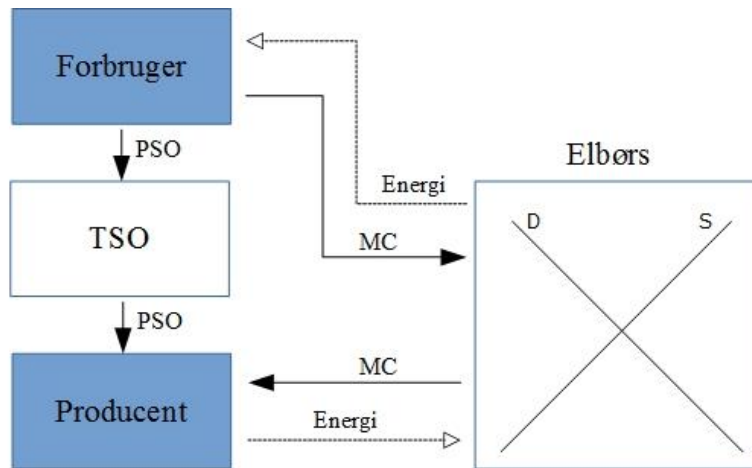 Forbruger
PSO
Elbørs
Energi
TSO
D
S
MC
PSO
MC
Producent
Energi